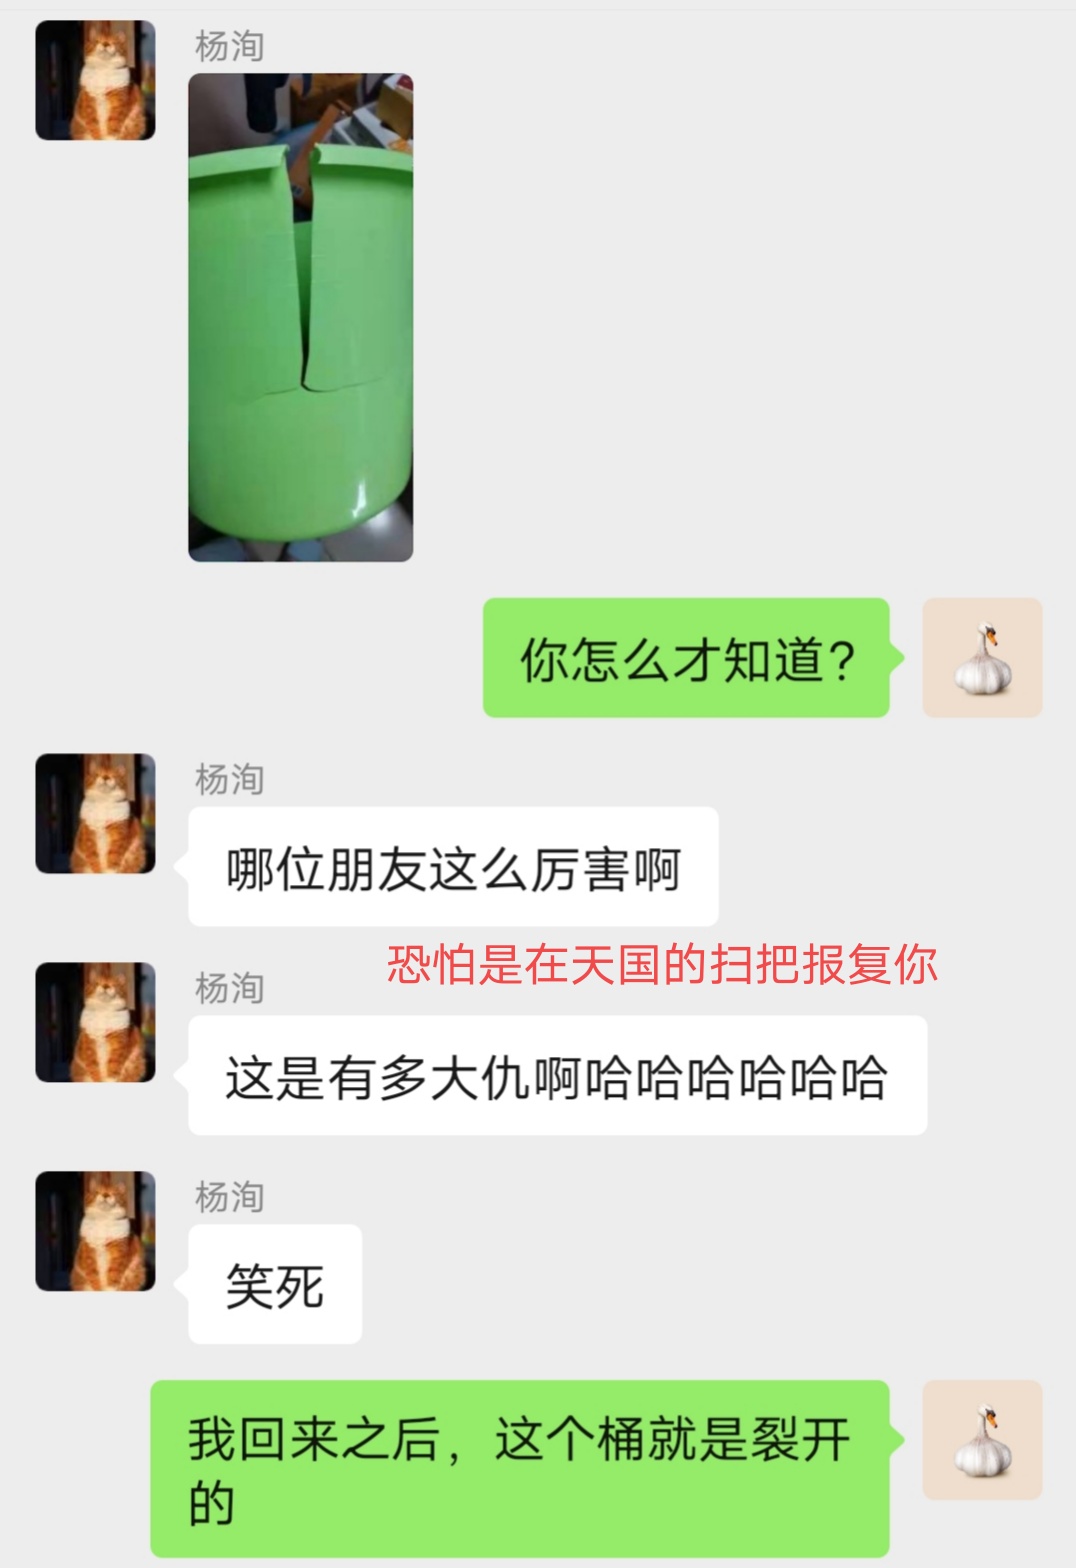 杨洵
你怎么才知道？
杨洵
哪位朋友这么厉害啊
恐怕是在天国的扫把报复你
杨洵
这是有多大仇啊哈哈哈哈哈哈
杨洵
笑死
我回来之后，这个桶就是裂开
的